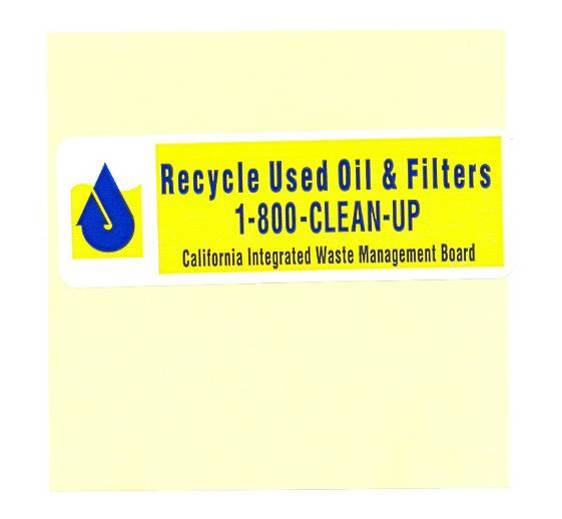 Recycle Used Oil & Filters
1-800-CLEAN-UP
California Integrated Waste Management Board